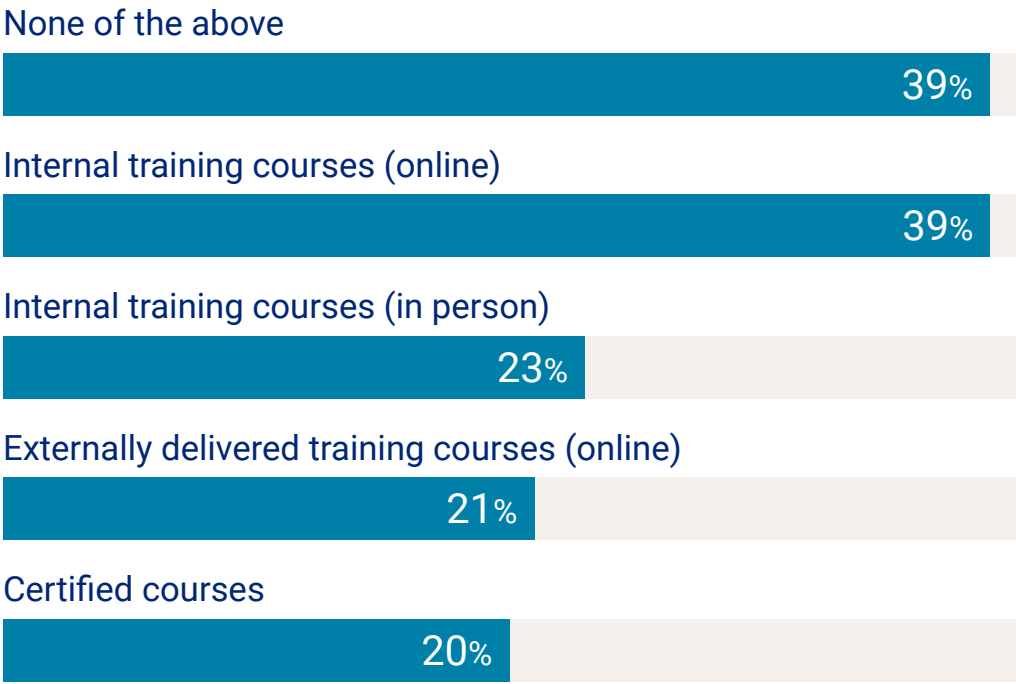 None of the above
39%
Internal training courses (online)
39%
Internal training courses (in person)
23%
Externally delivered training courses (online)
21%
Certified courses
20%